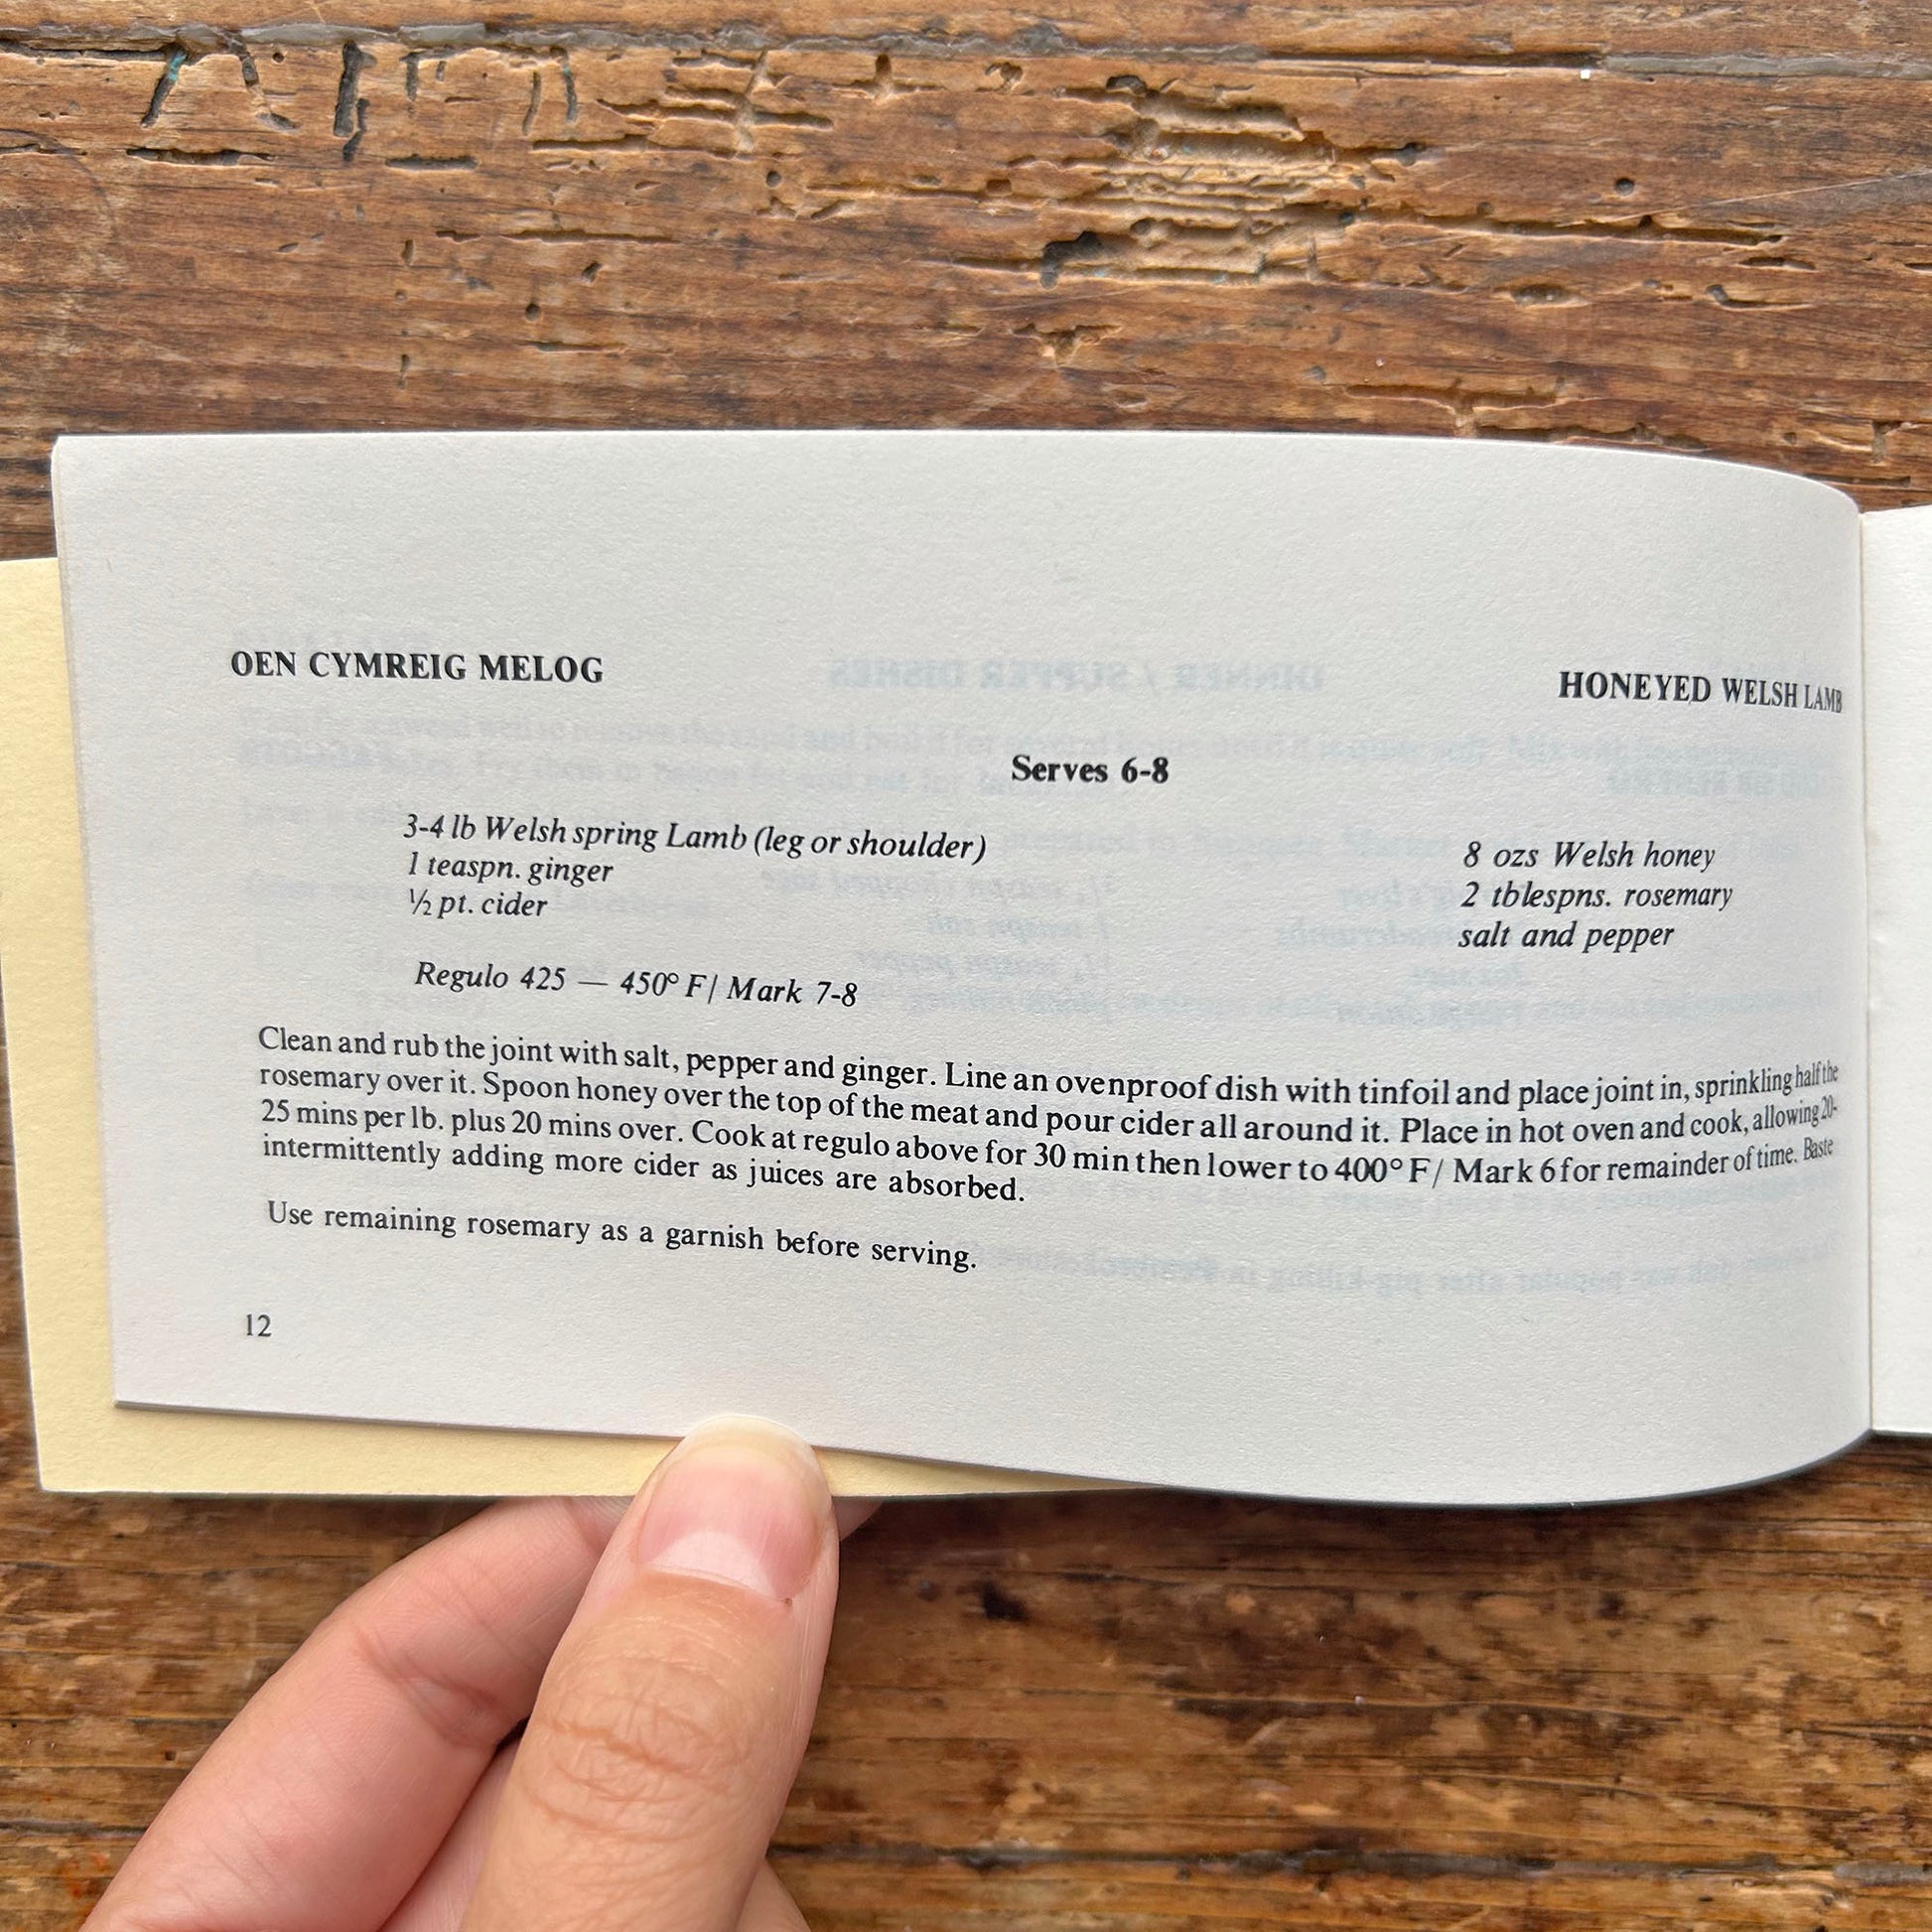 OEN CYMREIG MELOG
HONEYED WELSH LAMB
Serves 6-8
3-4 lb Welsh spring Lamb (leg or shoulder)
1 teaspn. ginger
½ pt. cider
8 ozs Welsh honey
2 tblespns. rosemary
salt and pepper
Regulo 425 — 450° F/ Mark 7-8
Clean and rub the joint with salt, pepper and ginger. Line an ovenproof dish with tinfoil and place joint in, sprinkling half the
rosemary over it. Spoon honey over the top of the meat and pour cider all around it. Place in hot oven and cook, allowing 20-
25 mins per lb. plus 20 mins over. Cook at regulo above for 30 min then lower to 400° F/ Mark 6 for remainder of time. Baste
intermittently adding more cider as juices are absorbed.
Use remaining rosemary as a garnish before serving.
12